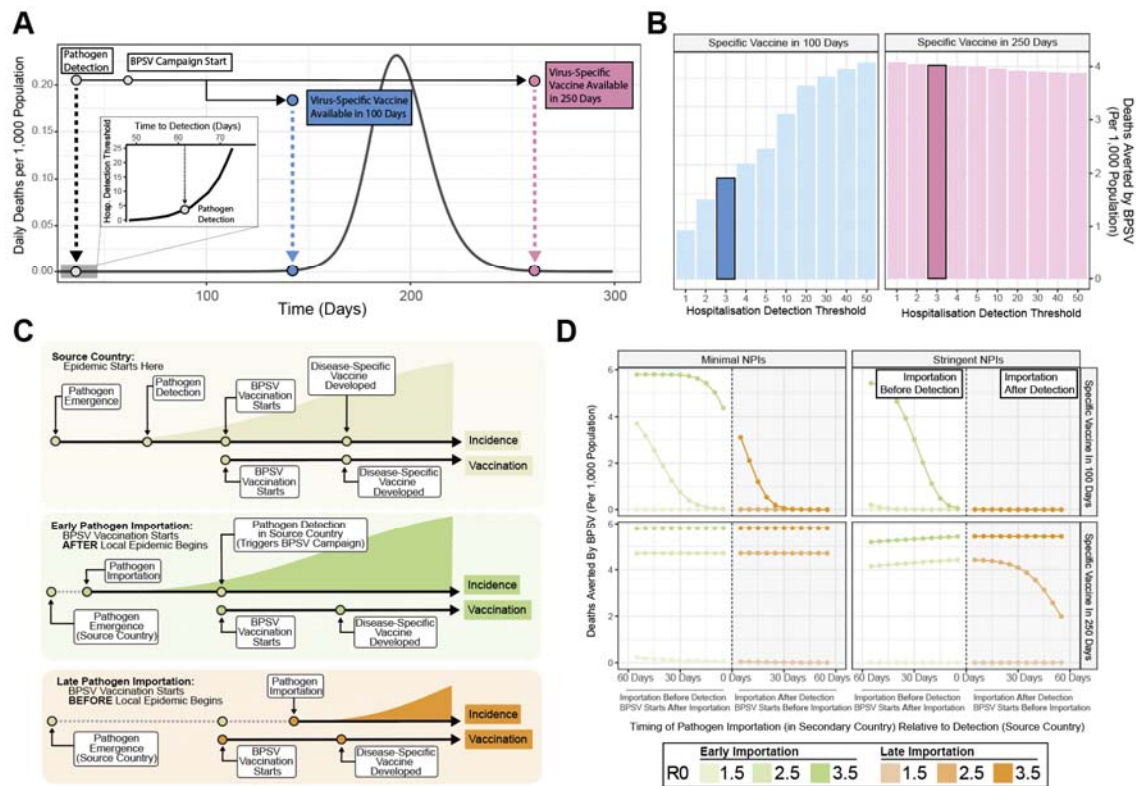 A
Pathogen
Detection
BPSV Campaign Start
Virus-Specific
Vaccine Available
in 250 Days
Virus-Specific Vaccine
Available in 100 Days
Time to Detection (Days)
50 60 70
Hosp. Detection Threshold
25
20
15
10
5
0
Pathogen
Detection
Daily Deaths per 1,000 Population
0.20
0.15
0.10
0.05
0.00
100 200 300
Time (Days)
B
Specific Vaccine in 100 Days
Specific Vaccine in 250 Days
4
3
2
1
0
Deaths Averted by BPSV
(Per 1,000 Population)
1 2 3 4 5 10 20 30 40 50
1 2 3 4 5 10 20 30 40 50
Hospitalisation Detection Threshold
Hospitalisation Detection Threshold
C
Source Country:
Epidemic Starts Here
Pathogen Emergence
Pathogen
Detection
BPSV
Vaccination
Starts
Disease-Specific
Vaccine
Developed
Incidence
Vaccination
BPSV
Vaccination
Starts
Disease-Specific
Vaccine Developed
Early Pathogen Importation:
BPSV Vaccination Starts
AFTER Local Epidemic Begins
Pathogen
Importation
Pathogen Detection
in Source Country
(Triggers BPSV Campaign)
Incidence
Vaccination
Pathogen
Emergence
(Source Country)
BPSV
Vaccination
Starts
Disease-Specific
Vaccine Developed
Late Pathogen Importation:
BPSV Vaccination Starts
BEFORE Local Epidemic Begins
Pathogen
Importation
Incidence
Vaccination
Pathogen
Emergence
(Source Country)
BPSV
Vaccination
Starts
Disease-Specific
Vaccine Developed
D
Minimal NPIs
Stringent NPIs
Importation
Before Detection
Importation
After Detection
Specific Vaccine In 100 Days
Specific Vaccine In 250 Days
Deaths Averted By BPSV (Per 1,000 Population)
6
4
2
0
6
4
2
0
60 Days 30 Days 0 Days 30 Days 60 Days
60 Days 30 Days 0 Days 30 Days 60 Days
Importation Before Detection
BPSV Starts After Importation
Importation After Detection
BPSV Starts Before Importation
Importation Before Detection
BPSV Starts After Importation
Importation After Detection
BPSV Starts Before Importation
Timing of Pathogen Importation (in Secondary Country) Relative to Detection (Source Country)
Early Importation
Late Importation
R0 1.5 2.5 3.5 1.5 2.5 3.5